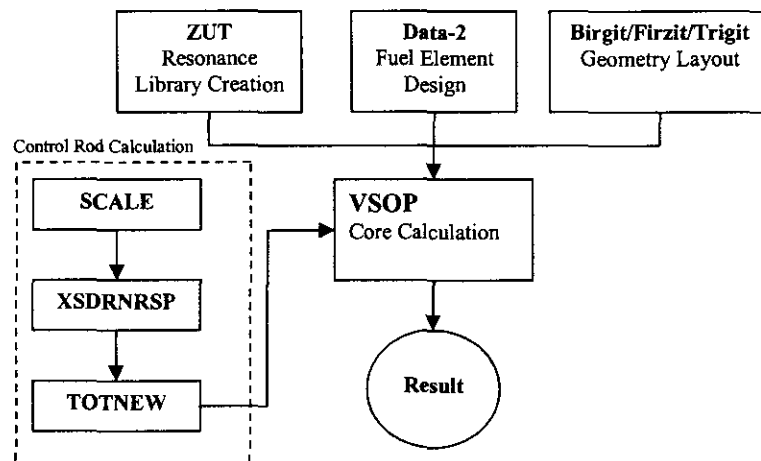 ZUT
Resonance
Library Creation
Data-2
Fuel Element
Design
Birgit/Firzit/Trigit
Geometry Layout
Control Rod Calculation
SCALE
XSDRNRSP
TOTNEW
VSOP
Core Calculation
Result